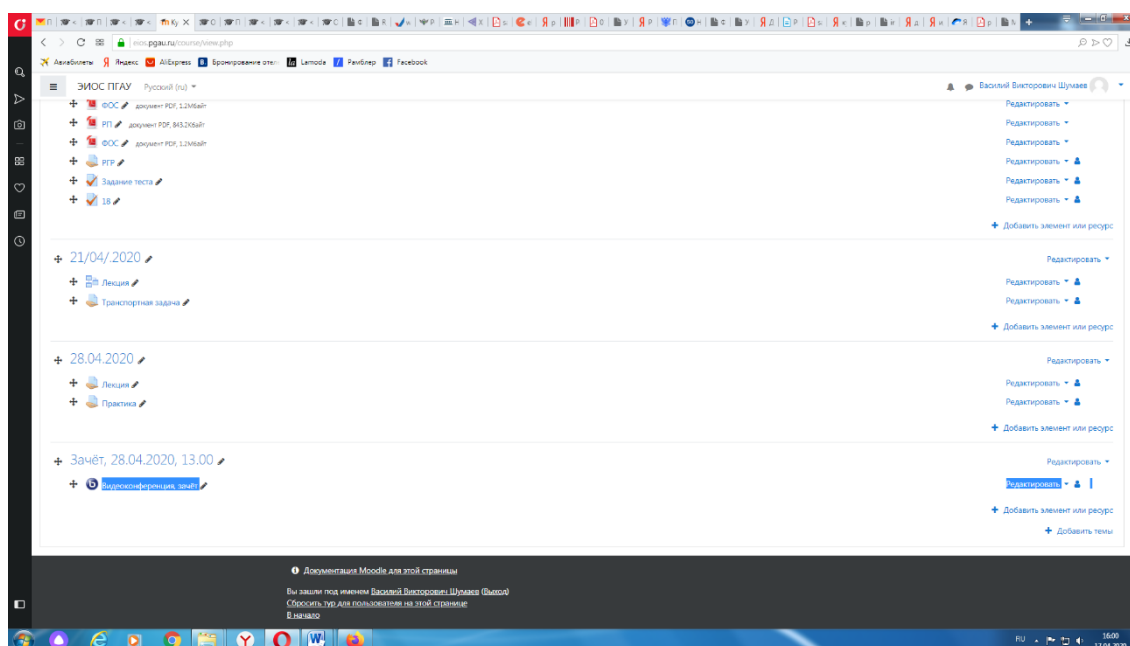 eios.pgau.ru/course/view.php
Авиабилеты Яндекс AliExpress Бронирование отел Lamoda Рамблер Facebook
ЭИОС ПГАУ Русский (ru) Василий Викторович Шумаев
ФОС документ PDF, 1.2Мбайт Редактировать
РП документ PDF, 843.2Кбайт Редактировать
ФОС документ PDF, 1.2Мбайт Редактировать
РГР Редактировать
Задание теста Редактировать
18 Редактировать
+ Добавить элемент или ресурс
21/04/.2020 Редактировать
Лекция Редактировать
Транспортная задача Редактировать
+ Добавить элемент или ресурс
28.04.2020 Редактировать
Лекция Редактировать
Практика Редактировать
+ Добавить элемент или ресурс
Зачёт, 28.04.2020, 13.00 Редактировать
Видеоконференция, зачёт Редактировать
+ Добавить элемент или ресурс
+ Добавить темы
Документация Moodle для этой страницы
Вы зашли под именем Василий Викторович Шумаев (Выход)
Сбросить тур для пользователя на этой странице
В начало
RU 16:00
17.04.2020